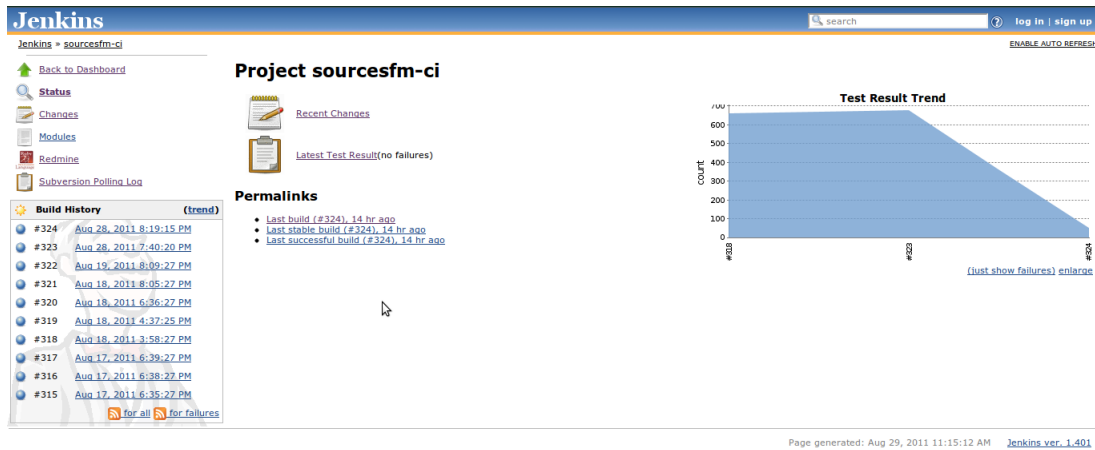 Jenkins
search
log in | sign up
Jenkins » sourcesfm-ci
ENABLE AUTO REFRESH
Back to Dashboard
Status
Changes
Modules
Redmine
Subversion Polling Log
Build History (trend)
#324 Aug 28, 2011 8:19:15 PM
#323 Aug 28, 2011 7:40:20 PM
#322 Aug 19, 2011 8:09:27 PM
#321 Aug 18, 2011 8:05:27 PM
#320 Aug 18, 2011 6:36:27 PM
#319 Aug 18, 2011 4:37:25 PM
#318 Aug 18, 2011 3:58:27 PM
#317 Aug 17, 2011 6:39:27 PM
#316 Aug 17, 2011 6:38:27 PM
#315 Aug 17, 2011 6:35:27 PM
for all for failures
Project sourcesfm-ci
Recent Changes
Latest Test Result(no failures)
Permalinks
Last build (#324), 14 hr ago
Last stable build (#324), 14 hr ago
Last successful build (#324), 14 hr ago
Test Result Trend
700
600
500
400
300
200
100
0
count
#318
#323
#324
(just show failures) enlarge
Page generated: Aug 29, 2011 11:15:12 AM Jenkins ver. 1.401